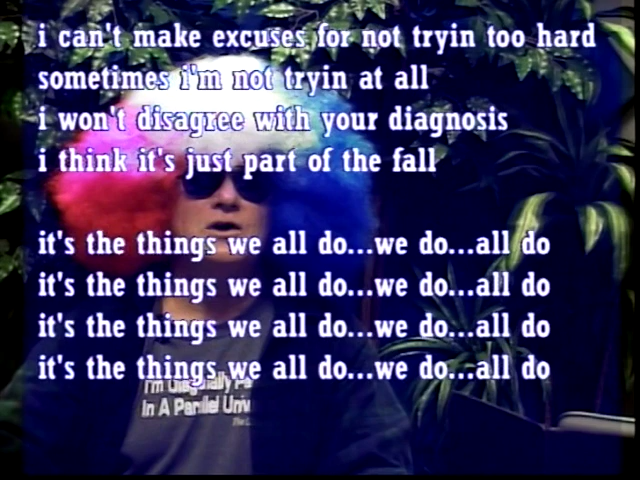 i can't make excuses for not tryin too hard
sometimes i'm not tryin at all
i won't disagree with your diagnosis
i think it's just part of the fall
it's the things we all do...we do...all do
it's the things we all do...we do...all do
it's the things we all do...we do...all do
it's the things we all do...we do...all do
I'm
In A Parallel